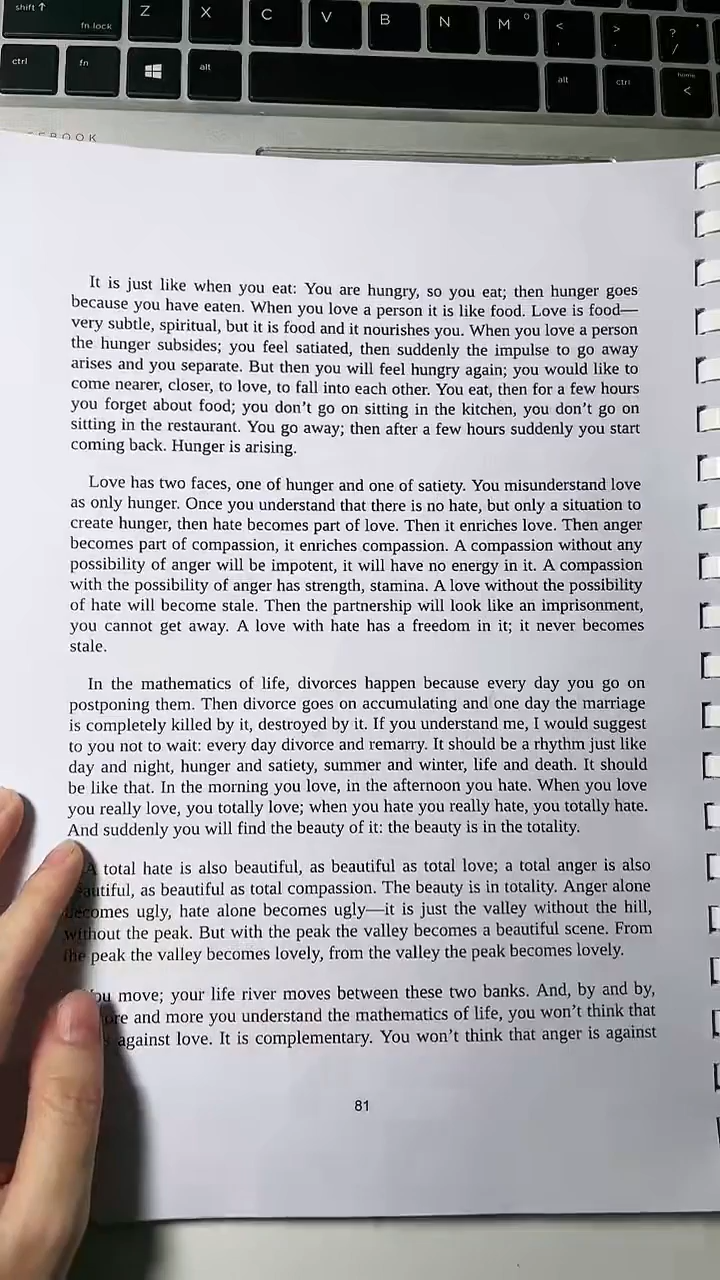 shift ↑
fn lock
Z X C V B N M < > ? /
ctrl fn alt alt ctrl home <
BOOK
It is just like when you eat: You are hungry, so you eat; then hunger goes
because you have eaten. When you love a person it is like food. Love is food—
very subtle, spiritual, but it is food and it nourishes you. When you love a person
the hunger subsides; you feel satiated, then suddenly the impulse to go away
arises and you separate. But then you will feel hungry again; you would like to
come nearer, closer, to love, to fall into each other. You eat, then for a few hours
you forget about food; you don't go on sitting in the kitchen, you don't go on
sitting in the restaurant. You go away; then after a few hours suddenly you start
coming back. Hunger is arising.
Love has two faces, one of hunger and one of satiety. You misunderstand love
as only hunger. Once you understand that there is no hate, but only a situation to
create hunger, then hate becomes part of love. Then it enriches love. Then anger
becomes part of compassion, it enriches compassion. A compassion without any
possibility of anger will be impotent, it will have no energy in it. A compassion
with the possibility of anger has strength, stamina. A love without the possibility
of hate will become stale. Then the partnership will look like an imprisonment,
you cannot get away. A love with hate has a freedom in it; it never becomes
stale.
In the mathematics of life, divorces happen because every day you go on
postponing them. Then divorce goes on accumulating and one day the marriage
is completely killed by it, destroyed by it. If you understand me, I would suggest
to you not to wait: every day divorce and remarry. It should be a rhythm just like
day and night, hunger and satiety, summer and winter, life and death. It should
be like that. In the morning you love, in the afternoon you hate. When you love
you really love, you totally love; when you hate you really hate, you totally hate.
And suddenly you will find the beauty of it: the beauty is in the totality.
A total hate is also beautiful, as beautiful as total love; a total anger is also
beautiful, as beautiful as total compassion. The beauty is in totality. Anger alone
becomes ugly, hate alone becomes ugly—it is just the valley without the hill,
without the peak. But with the peak the valley becomes a beautiful scene. From
the peak the valley becomes lovely, from the valley the peak becomes lovely.
You move; your life river moves between these two banks. And, by and by,
more and more you understand the mathematics of life, you won't think that
against love. It is complementary. You won't think that anger is against
81